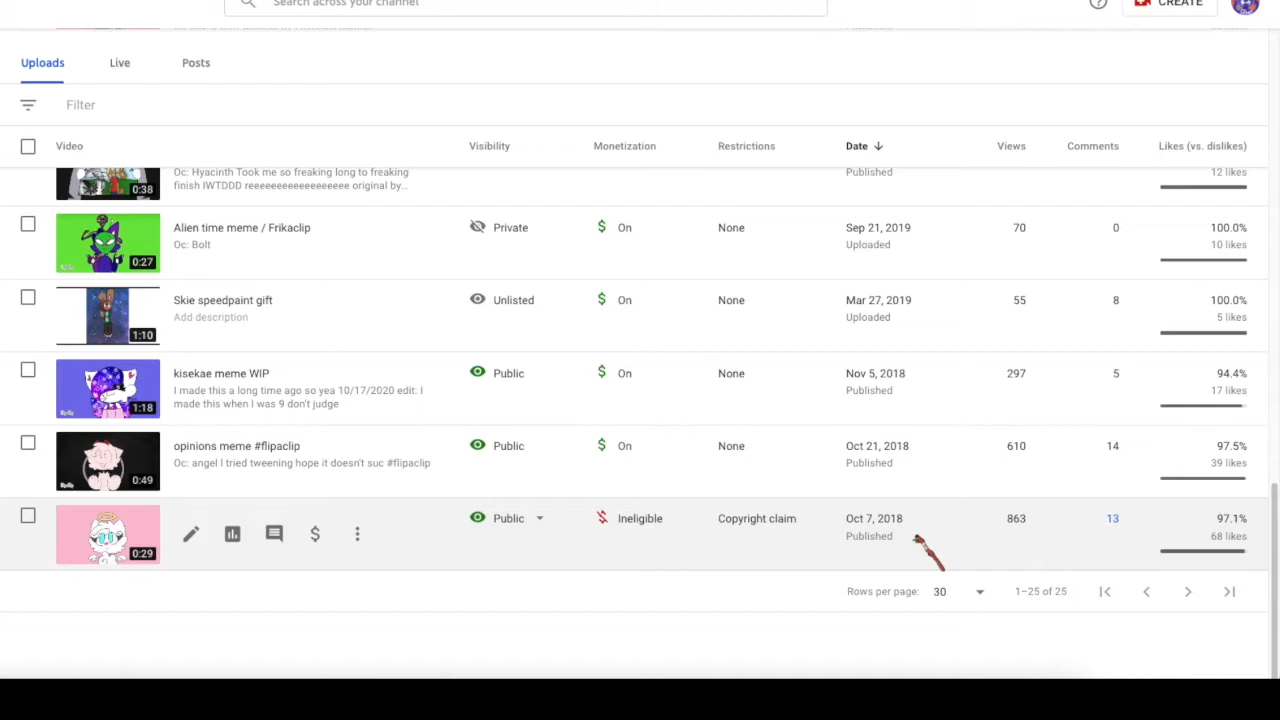 Search across your channel
CREATE
Uploads Live Posts
Filter
Video Visibility Monetization Restrictions Date Views Comments Likes (vs. dislikes)
Oc: Hyacinth Took me so freaking long to freaking Published 12 likes
finish IWTDDD reeeeeeeeeeeeeeeeee original by...
0:38
Alien time meme / Frikaclip Private On None Sep 21, 2019 70 0 100.0%
Oc: Bolt Uploaded 10 likes
0:27
Skie speedpaint gift Unlisted On None Mar 27, 2019 55 8 100.0%
Add description Uploaded 5 likes
1:10
kisekae meme WIP Public On None Nov 5, 2018 297 5 94.4%
I made this a long time ago so yea 10/17/2020 edit: I Published 17 likes
made this when I was 9 don't judge
1:18
opinions meme #flipaclip Public On None Oct 21, 2018 610 14 97.5%
Oc: angel I tried tweening hope it doesn't suc #flipaclip Published 39 likes
0:49
Public Ineligible Copyright claim Oct 7, 2018 863 13 97.1%
Published 68 likes
0:29
Rows per page: 30 1–25 of 25